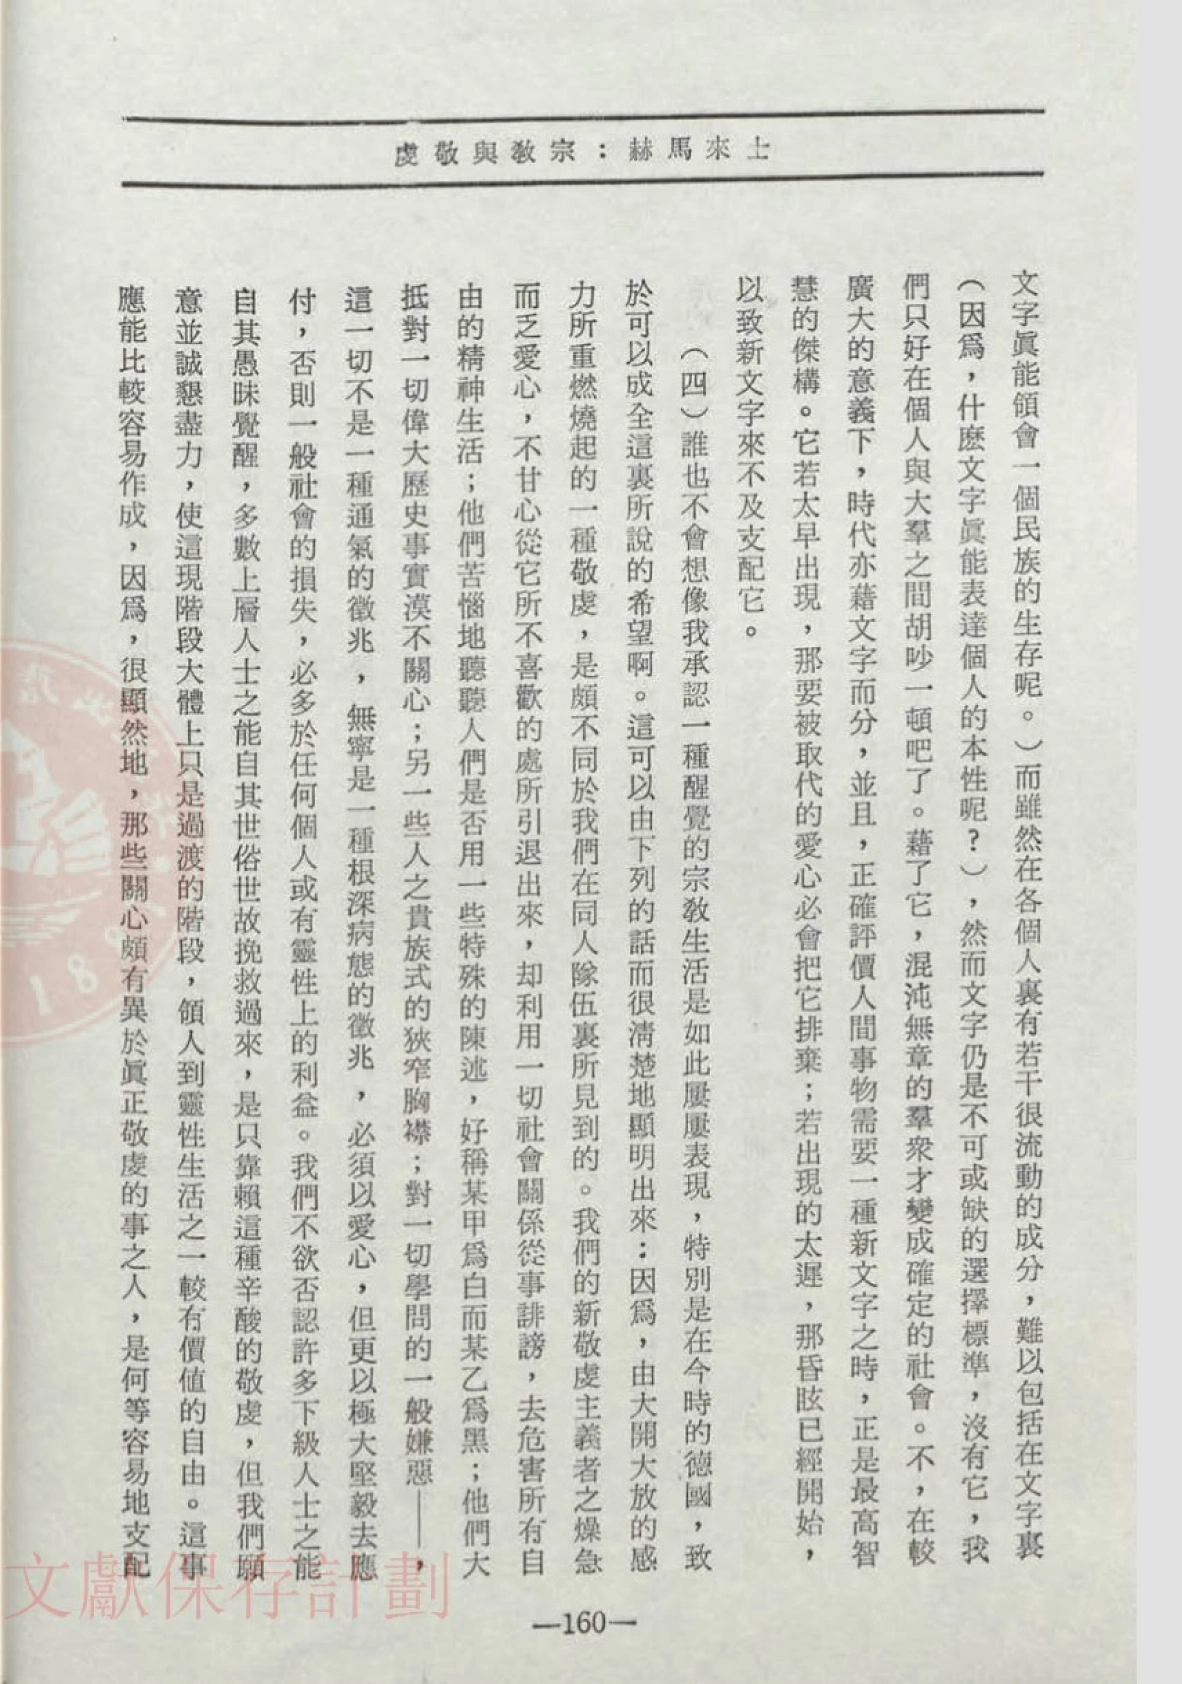 士來馬赫：宗敎與敬虔
文字眞能領會一個民族的生存呢。）而雖然在各個人裏有若干很流動的成分，難以包括在文字裏
（因爲，什麽文字眞能表達個人的本性呢？），然而文字仍是不可或缺的選擇標準，沒有它，我
們只好在個人與大羣之間胡吵一頓吧了。藉了它，混沌無章的羣衆才變成確定的社會。不，在較
廣大的意義下，時代亦藉文字而分，並且，正確評價人間事物需要一種新文字之時，正是最高智
慧的傑構。它若太早出現，那要被取代的愛心必會把它排棄；若出現的太遲，那昏眩已經開始，
以致新文字來不及支配它。
（四）誰也不會想像我承認一種醒覺的宗敎生活是如此屢屢表現，特別是在今時的德國，致
於可以成全這裏所說的希望啊。這可以由下列的話而很淸楚地顯明出來：因爲，由大開大放的感
力所重燃燒起的一種敬虔，是頗不同於我們在同人隊伍裏所見到的。我們的新敬虔主義者之燥急
而乏愛心，不甘心從它所不喜歡的處所引退出來，却利用一切社會關係從事誹謗，去危害所有自
由的精神生活；他們苦惱地聽聽人們是否用一些特殊的陳述，好稱某甲爲白而某乙爲黑；他們大
抵對一切偉大歷史事實漠不關心；另一些人之貴族式的狹窄胸襟；對一切學問的一般嫌惡——，
這一切不是一種通氣的徵兆，無寧是一種根深病態的徵兆，必須以愛心，但更以極大堅毅去應
付，否則一般社會的損失，必多於任何個人或有靈性上的利益。我們不欲否認許多下級人士之能
自其愚昧覺醒，多數上層人士之能自其世俗世故挽救過來，是只靠賴這種辛酸的敬虔，但我們願
意並誠懇盡力，使這現階段大體上只是過渡的階段，領人到靈性生活之一較有價値的自由。這事
應能比較容易作成，因爲，很顯然地，那些關心頗有異於眞正敬虔的事之人，是何等容易地支配
—160—
文獻保存計劃